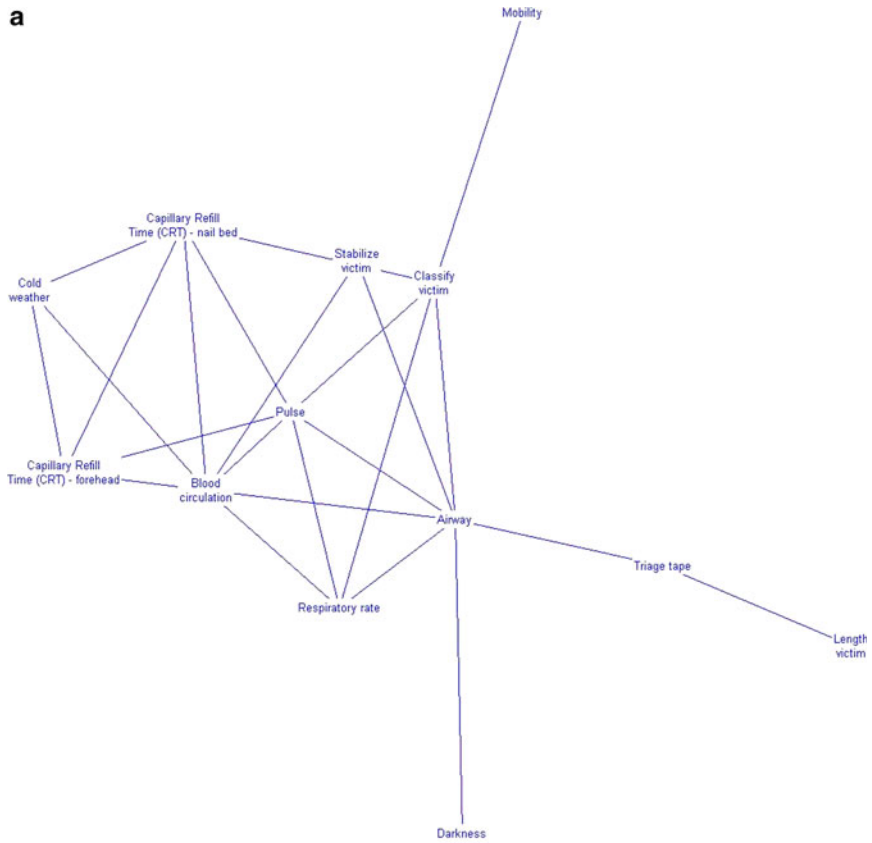 a
Mobility
Capillary Refill
Time (CRT) - nail bed
Stabilize
victim
Classify
victim
Cold
weather
Pulse
Capillary Refill
Time (CRT) - forehead
Blood
circulation
Airway
Triage tape
Respiratory rate
Length
victim
Darkness